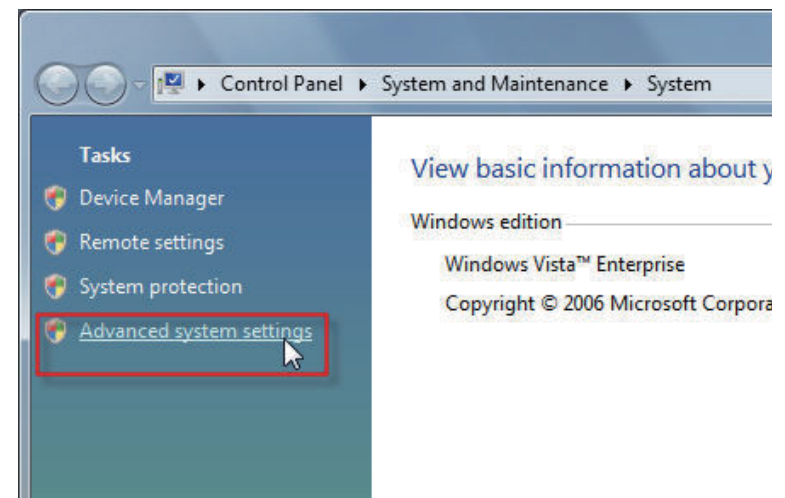 Control Panel ▸ System and Maintenance ▸ System
Tasks
Device Manager
Remote settings
System protection
Advanced system settings
View basic information about
Windows edition
Windows Vista™ Enterprise
Copyright © 2006 Microsoft